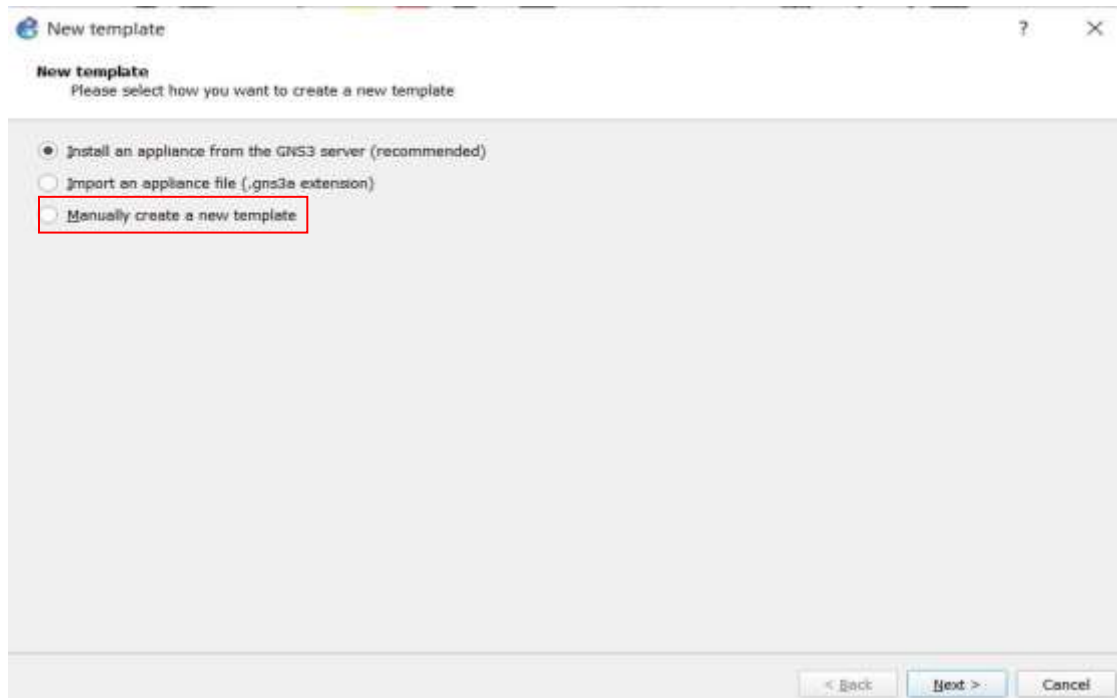 New template
?
New template
Please select how you want to create a new template
Install an appliance from the GNS3 server (recommended)
Import an appliance file (.gns3a extension)
Manually create a new template
< Back
Next >
Cancel